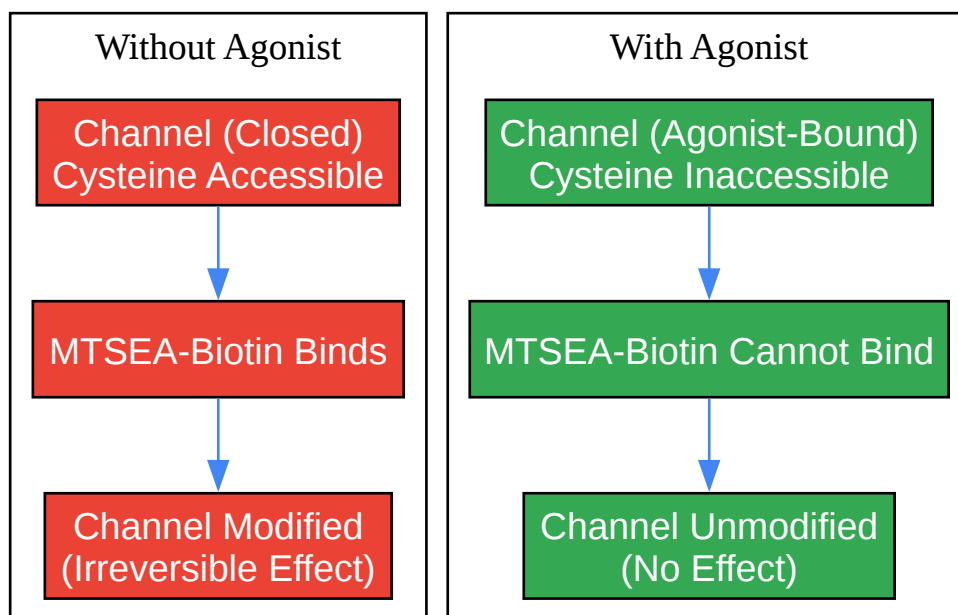 Without Agonist
Channel (Closed)
Cysteine Accessible
MTSEA-Biotin Binds
Channel Modified
(Irreversible Effect)
With Agonist
Channel (Agonist-Bound)
Cysteine Inaccessible
MTSEA-Biotin Cannot Bind
Channel Unmodified
(No Effect)